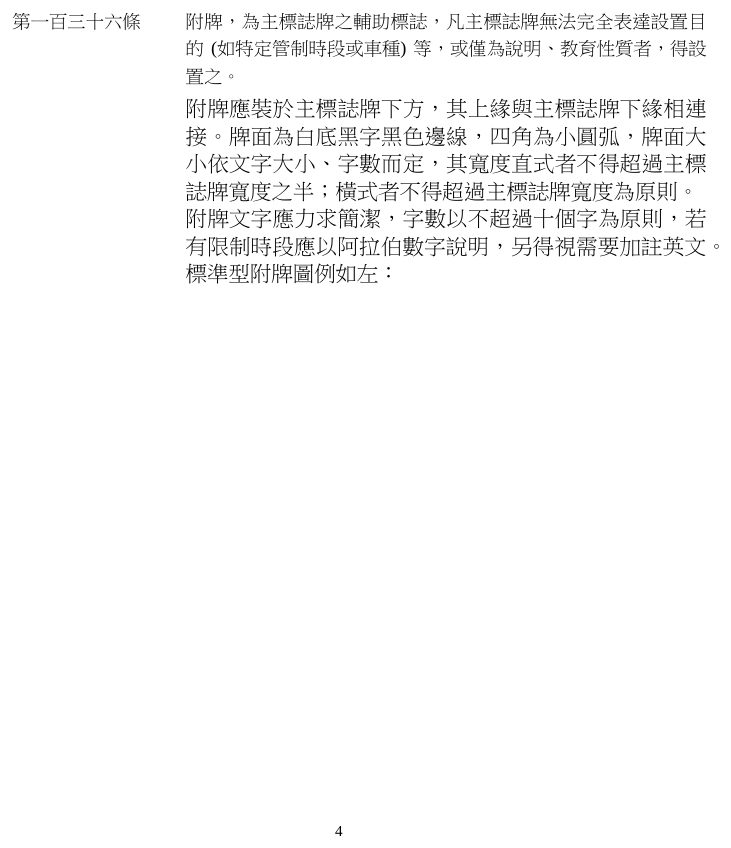 第一百三十六條 附牌，為主標誌牌之輔助標誌，凡主標誌牌無法完全表達設置目
的 (如特定管制時段或車種) 等，或僅為說明、教育性質者，得設
置之。
附牌應裝於主標誌牌下方，其上緣與主標誌牌下緣相連
接。牌面為白底黑字黑色邊線，四角為小圓弧，牌面大
小依文字大小、字數而定，其寬度直式者不得超過主標
誌牌寬度之半；橫式者不得超過主標誌牌寬度為原則。
附牌文字應力求簡潔，字數以不超過十個字為原則，若
有限制時段應以阿拉伯數字說明，另得視需要加註英文。
標準型附牌圖例如左：
4